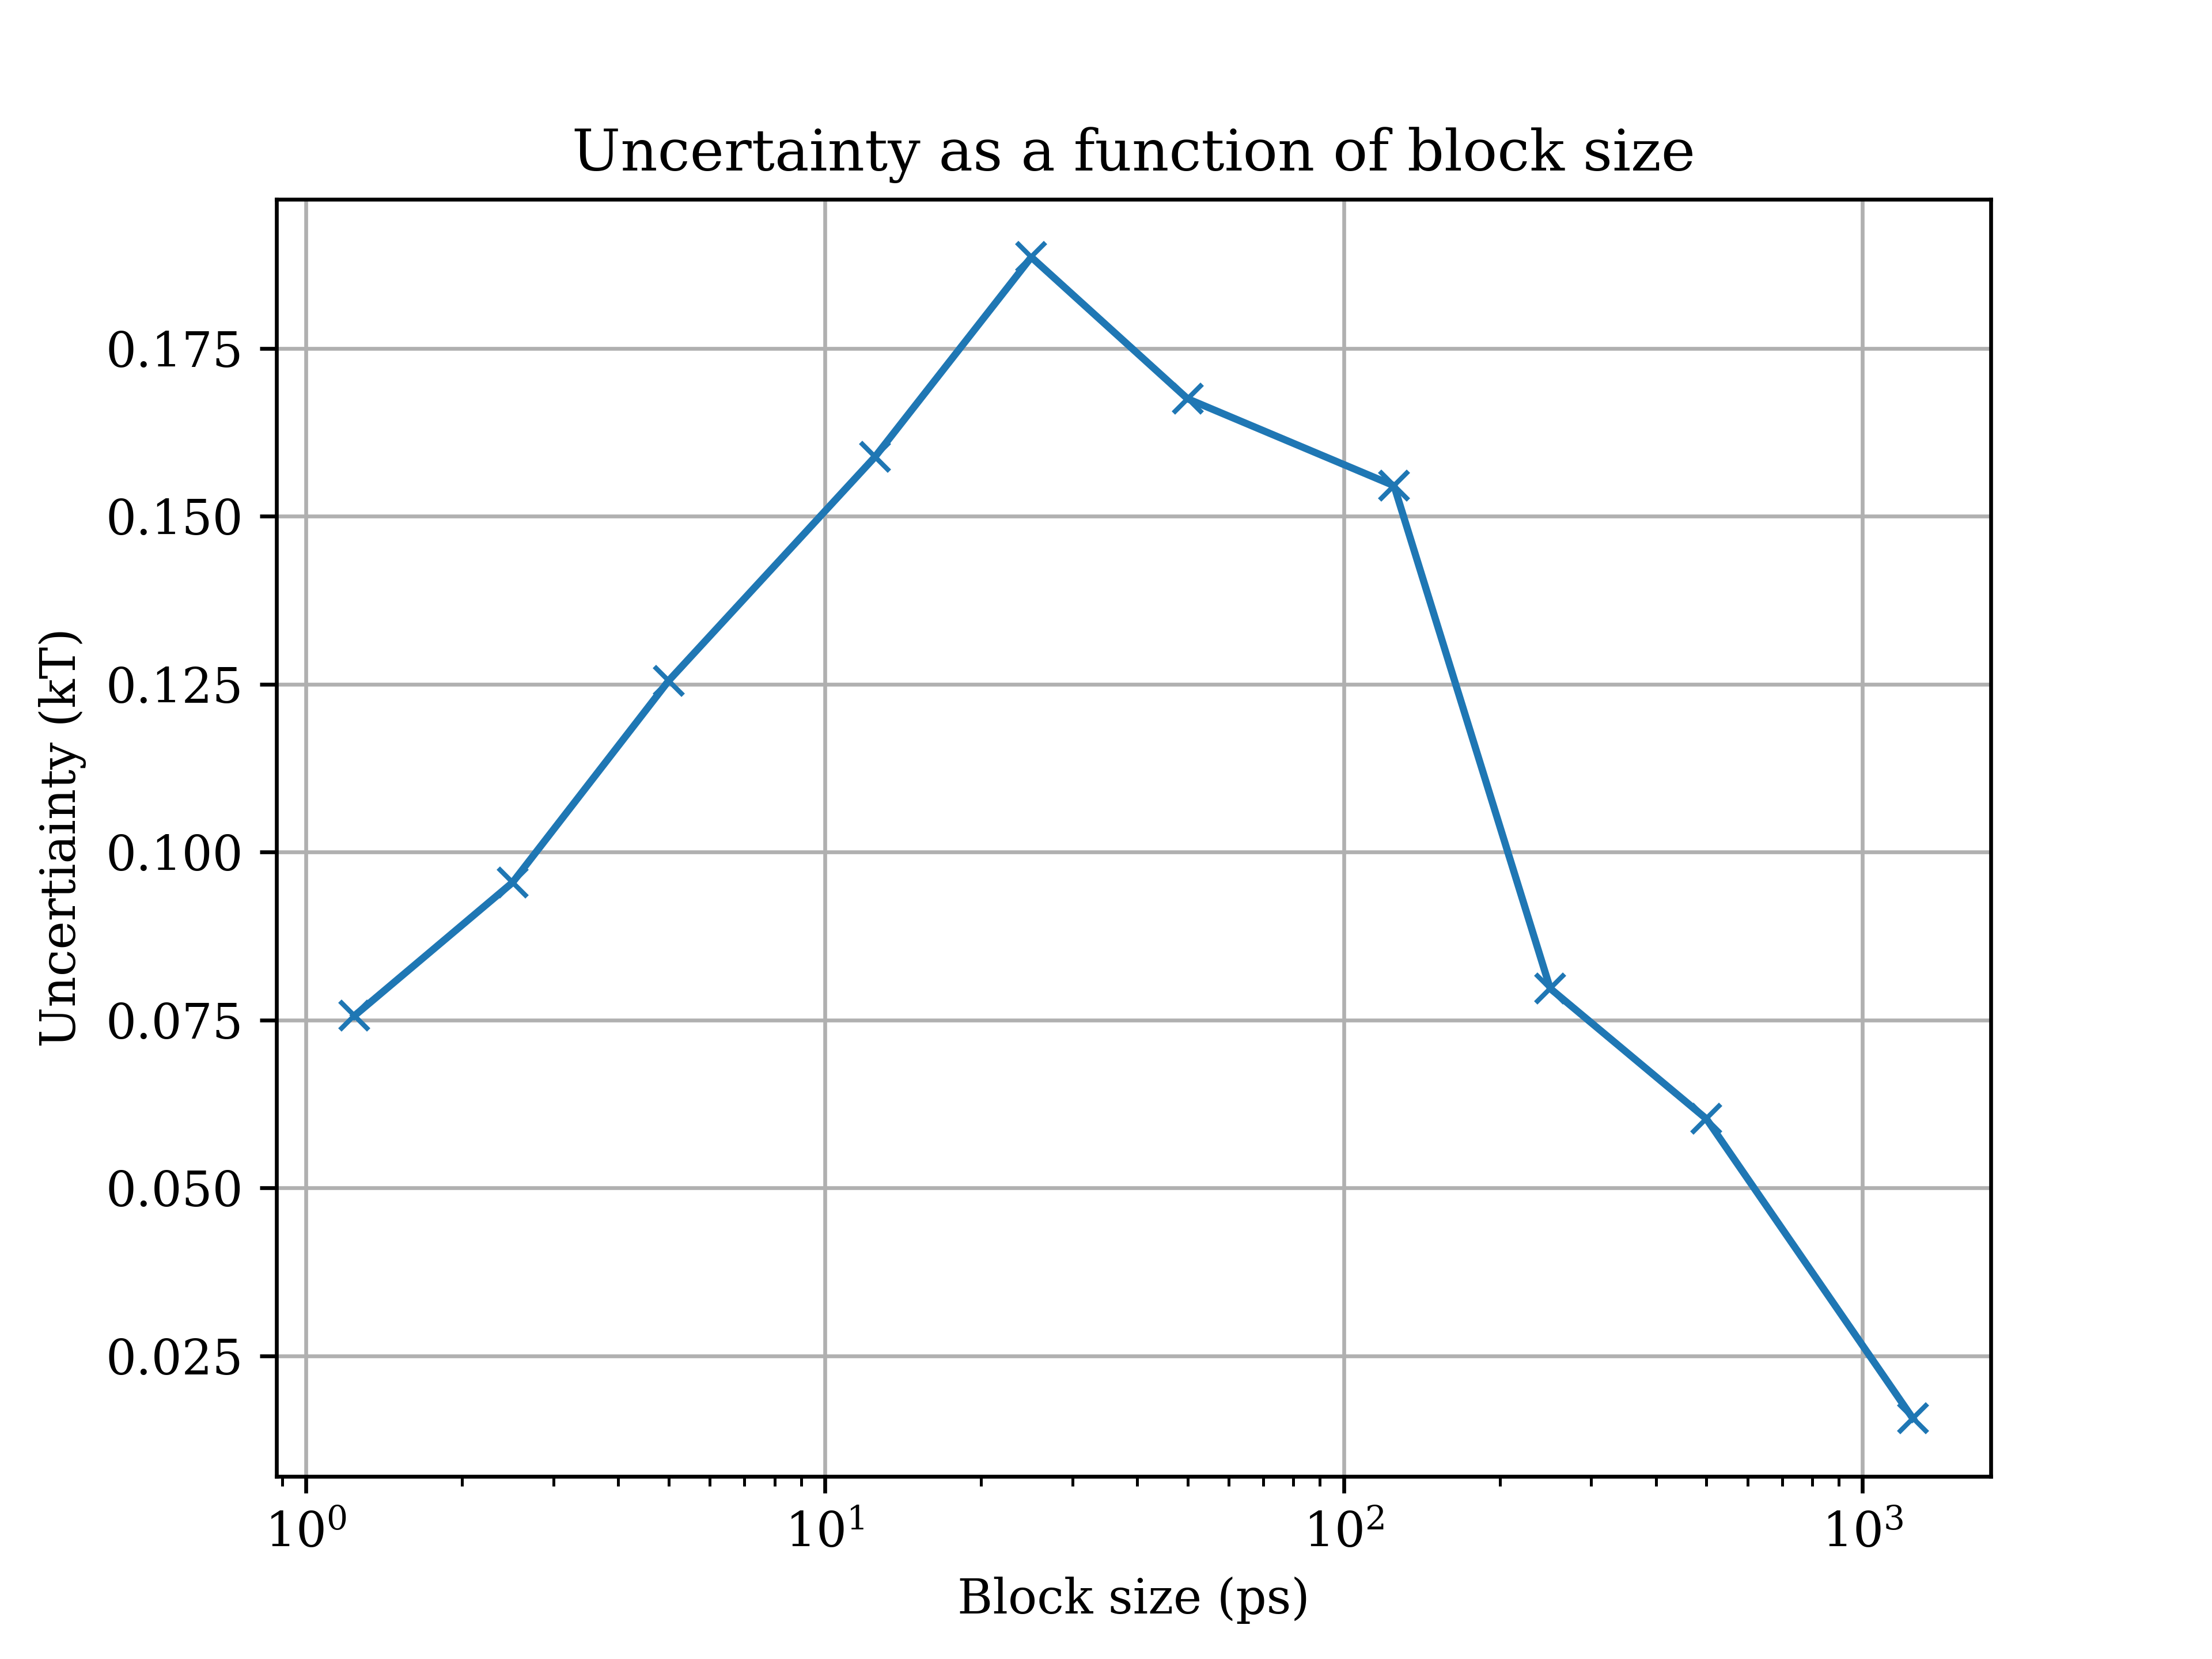 Uncertainty as a function of block size
0.175
0.150
0.125
0.100
0.075
0.050
0.025
Uncertiainty (kT)
10⁰ 10¹ 10² 10³
Block size (ps)